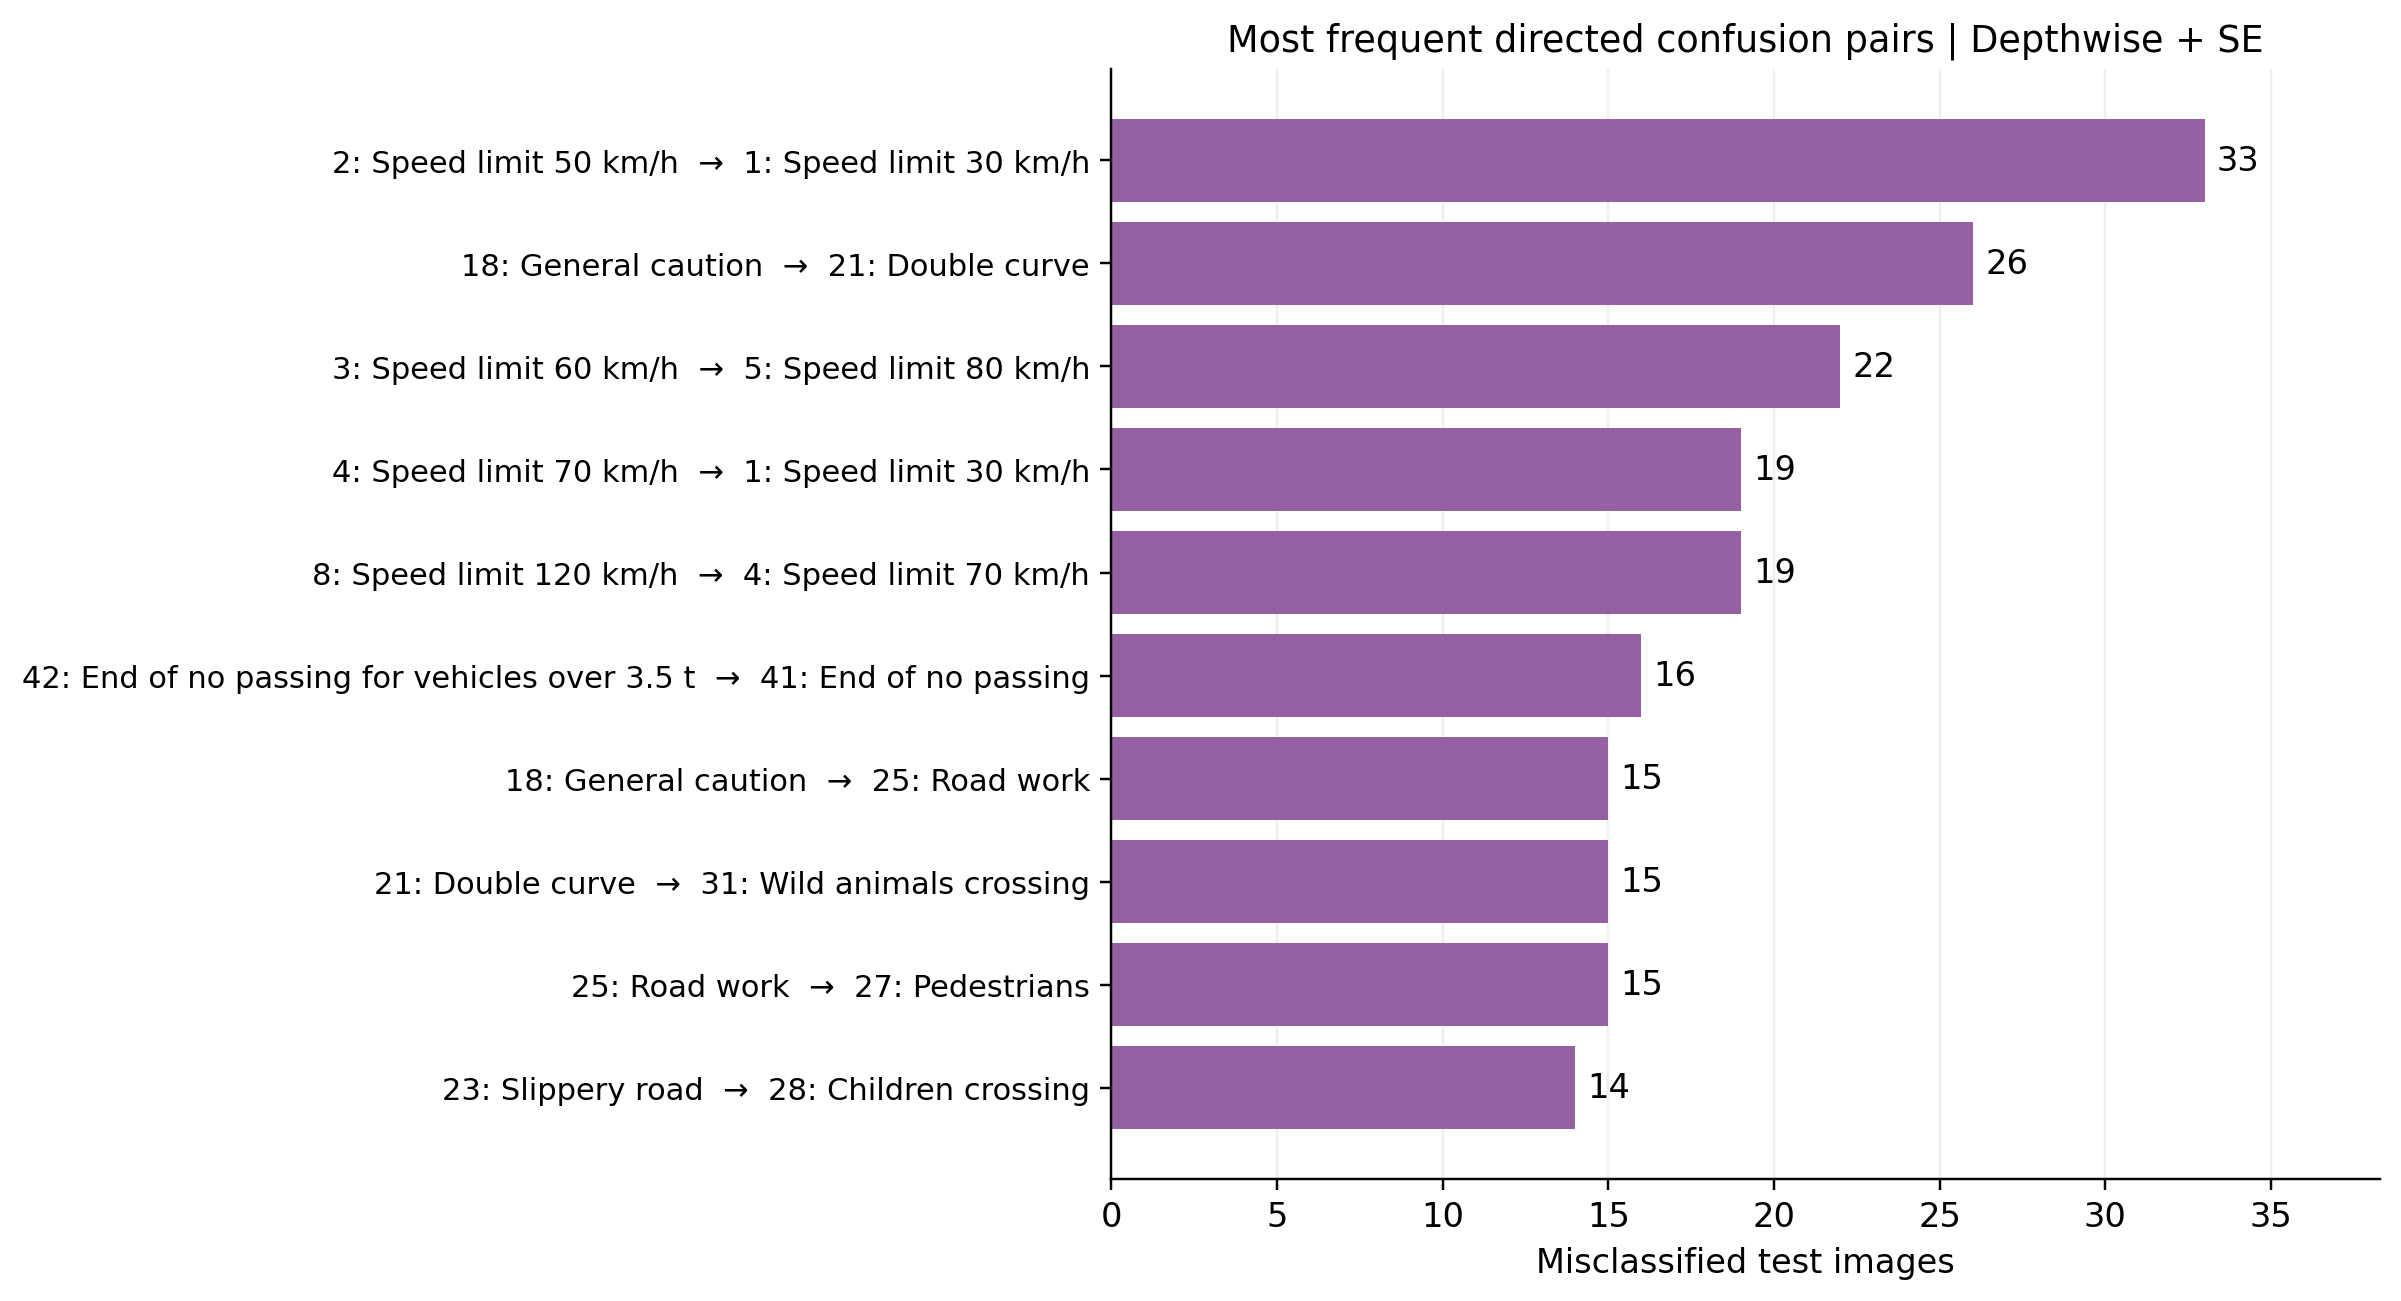 Most frequent directed confusion pairs | Depthwise + SE
2: Speed limit 50 km/h → 1: Speed limit 30 km/h 33
18: General caution → 21: Double curve 26
3: Speed limit 60 km/h → 5: Speed limit 80 km/h 22
4: Speed limit 70 km/h → 1: Speed limit 30 km/h 19
8: Speed limit 120 km/h → 4: Speed limit 70 km/h 19
42: End of no passing for vehicles over 3.5 t → 41: End of no passing 16
18: General caution → 25: Road work 15
21: Double curve → 31: Wild animals crossing 15
25: Road work → 27: Pedestrians 15
23: Slippery road → 28: Children crossing 14
0 5 10 15 20 25 30 35
Misclassified test images